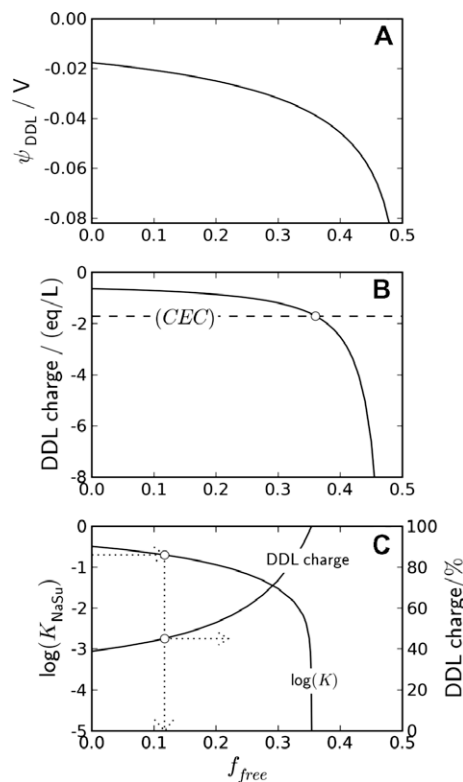 A
0.00
-0.02
-0.04
-0.06
-0.08
ψ DDL / V
0.0 0.1 0.2 0.3 0.4 0.5
B
0
-2
-4
-6
-8
DDL charge / (eq/L)
(CEC)
0.0 0.1 0.2 0.3 0.4 0.5
C
0
-1
-2
-3
-4
-5
log(K NaSu)
DDL charge
log(K)
100
80
60
40
20
0
DDL charge/%
0.0 0.1 0.2 0.3 0.4 0.5
f free